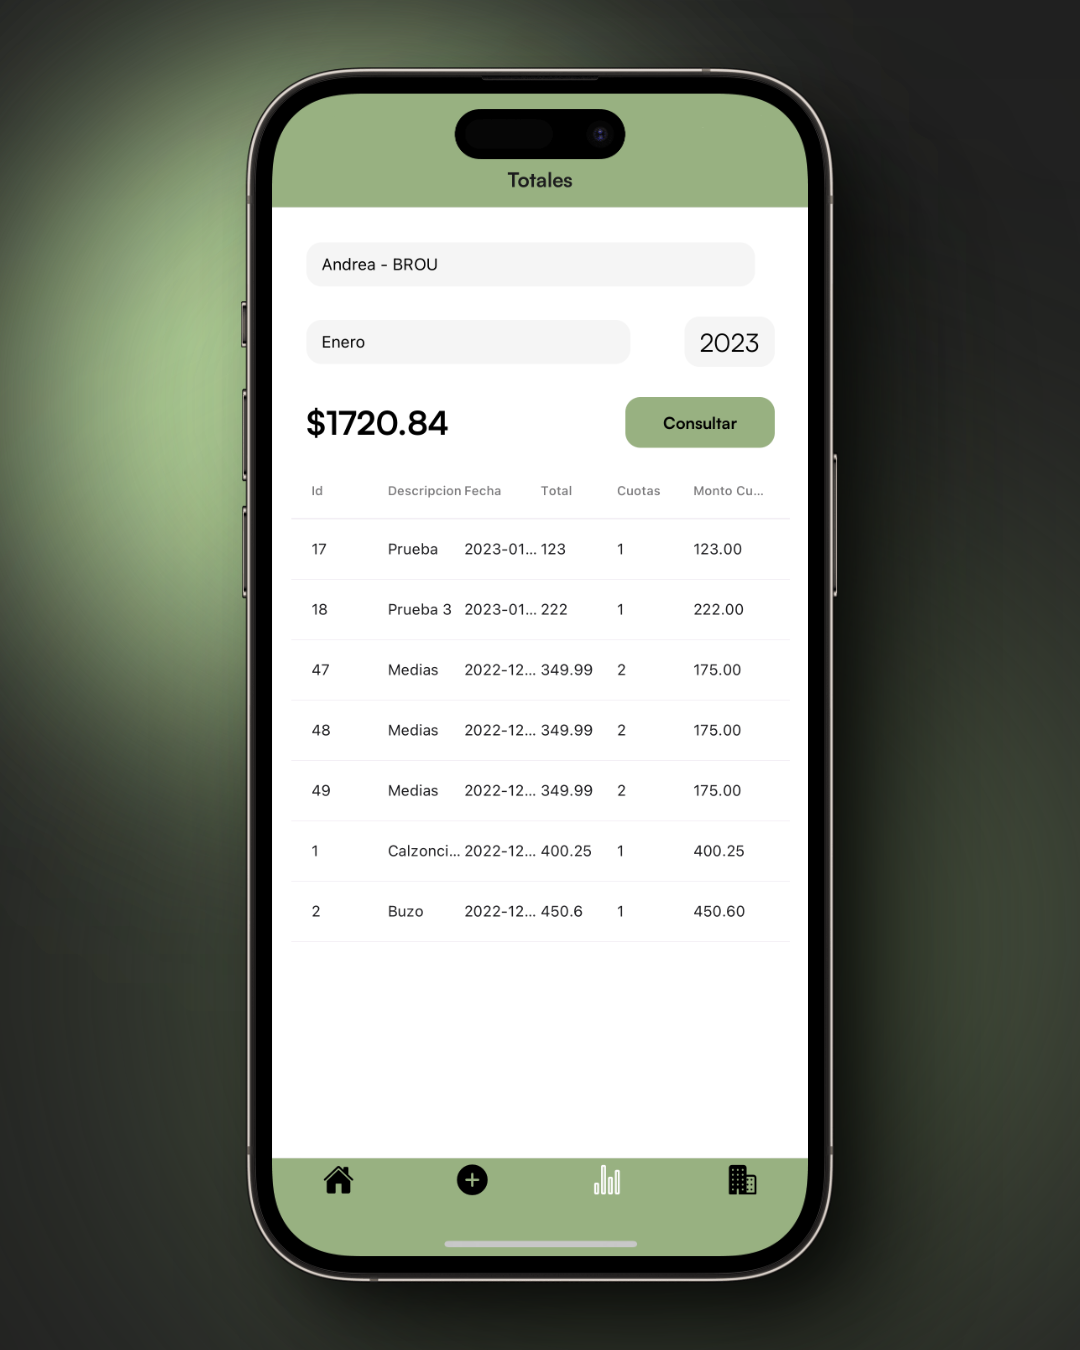 Totales
Andrea - BROU
Enero 2023
$1720.84 Consultar
Id Descripcion Fecha Total Cuotas Monto Cu...
17 Prueba 2023-01... 123 1 123.00
18 Prueba 3 2023-01... 222 1 222.00
47 Medias 2022-12... 349.99 2 175.00
48 Medias 2022-12... 349.99 2 175.00
49 Medias 2022-12... 349.99 2 175.00
1 Calzonci... 2022-12... 400.25 1 400.25
2 Buzo 2022-12... 450.6 1 450.60